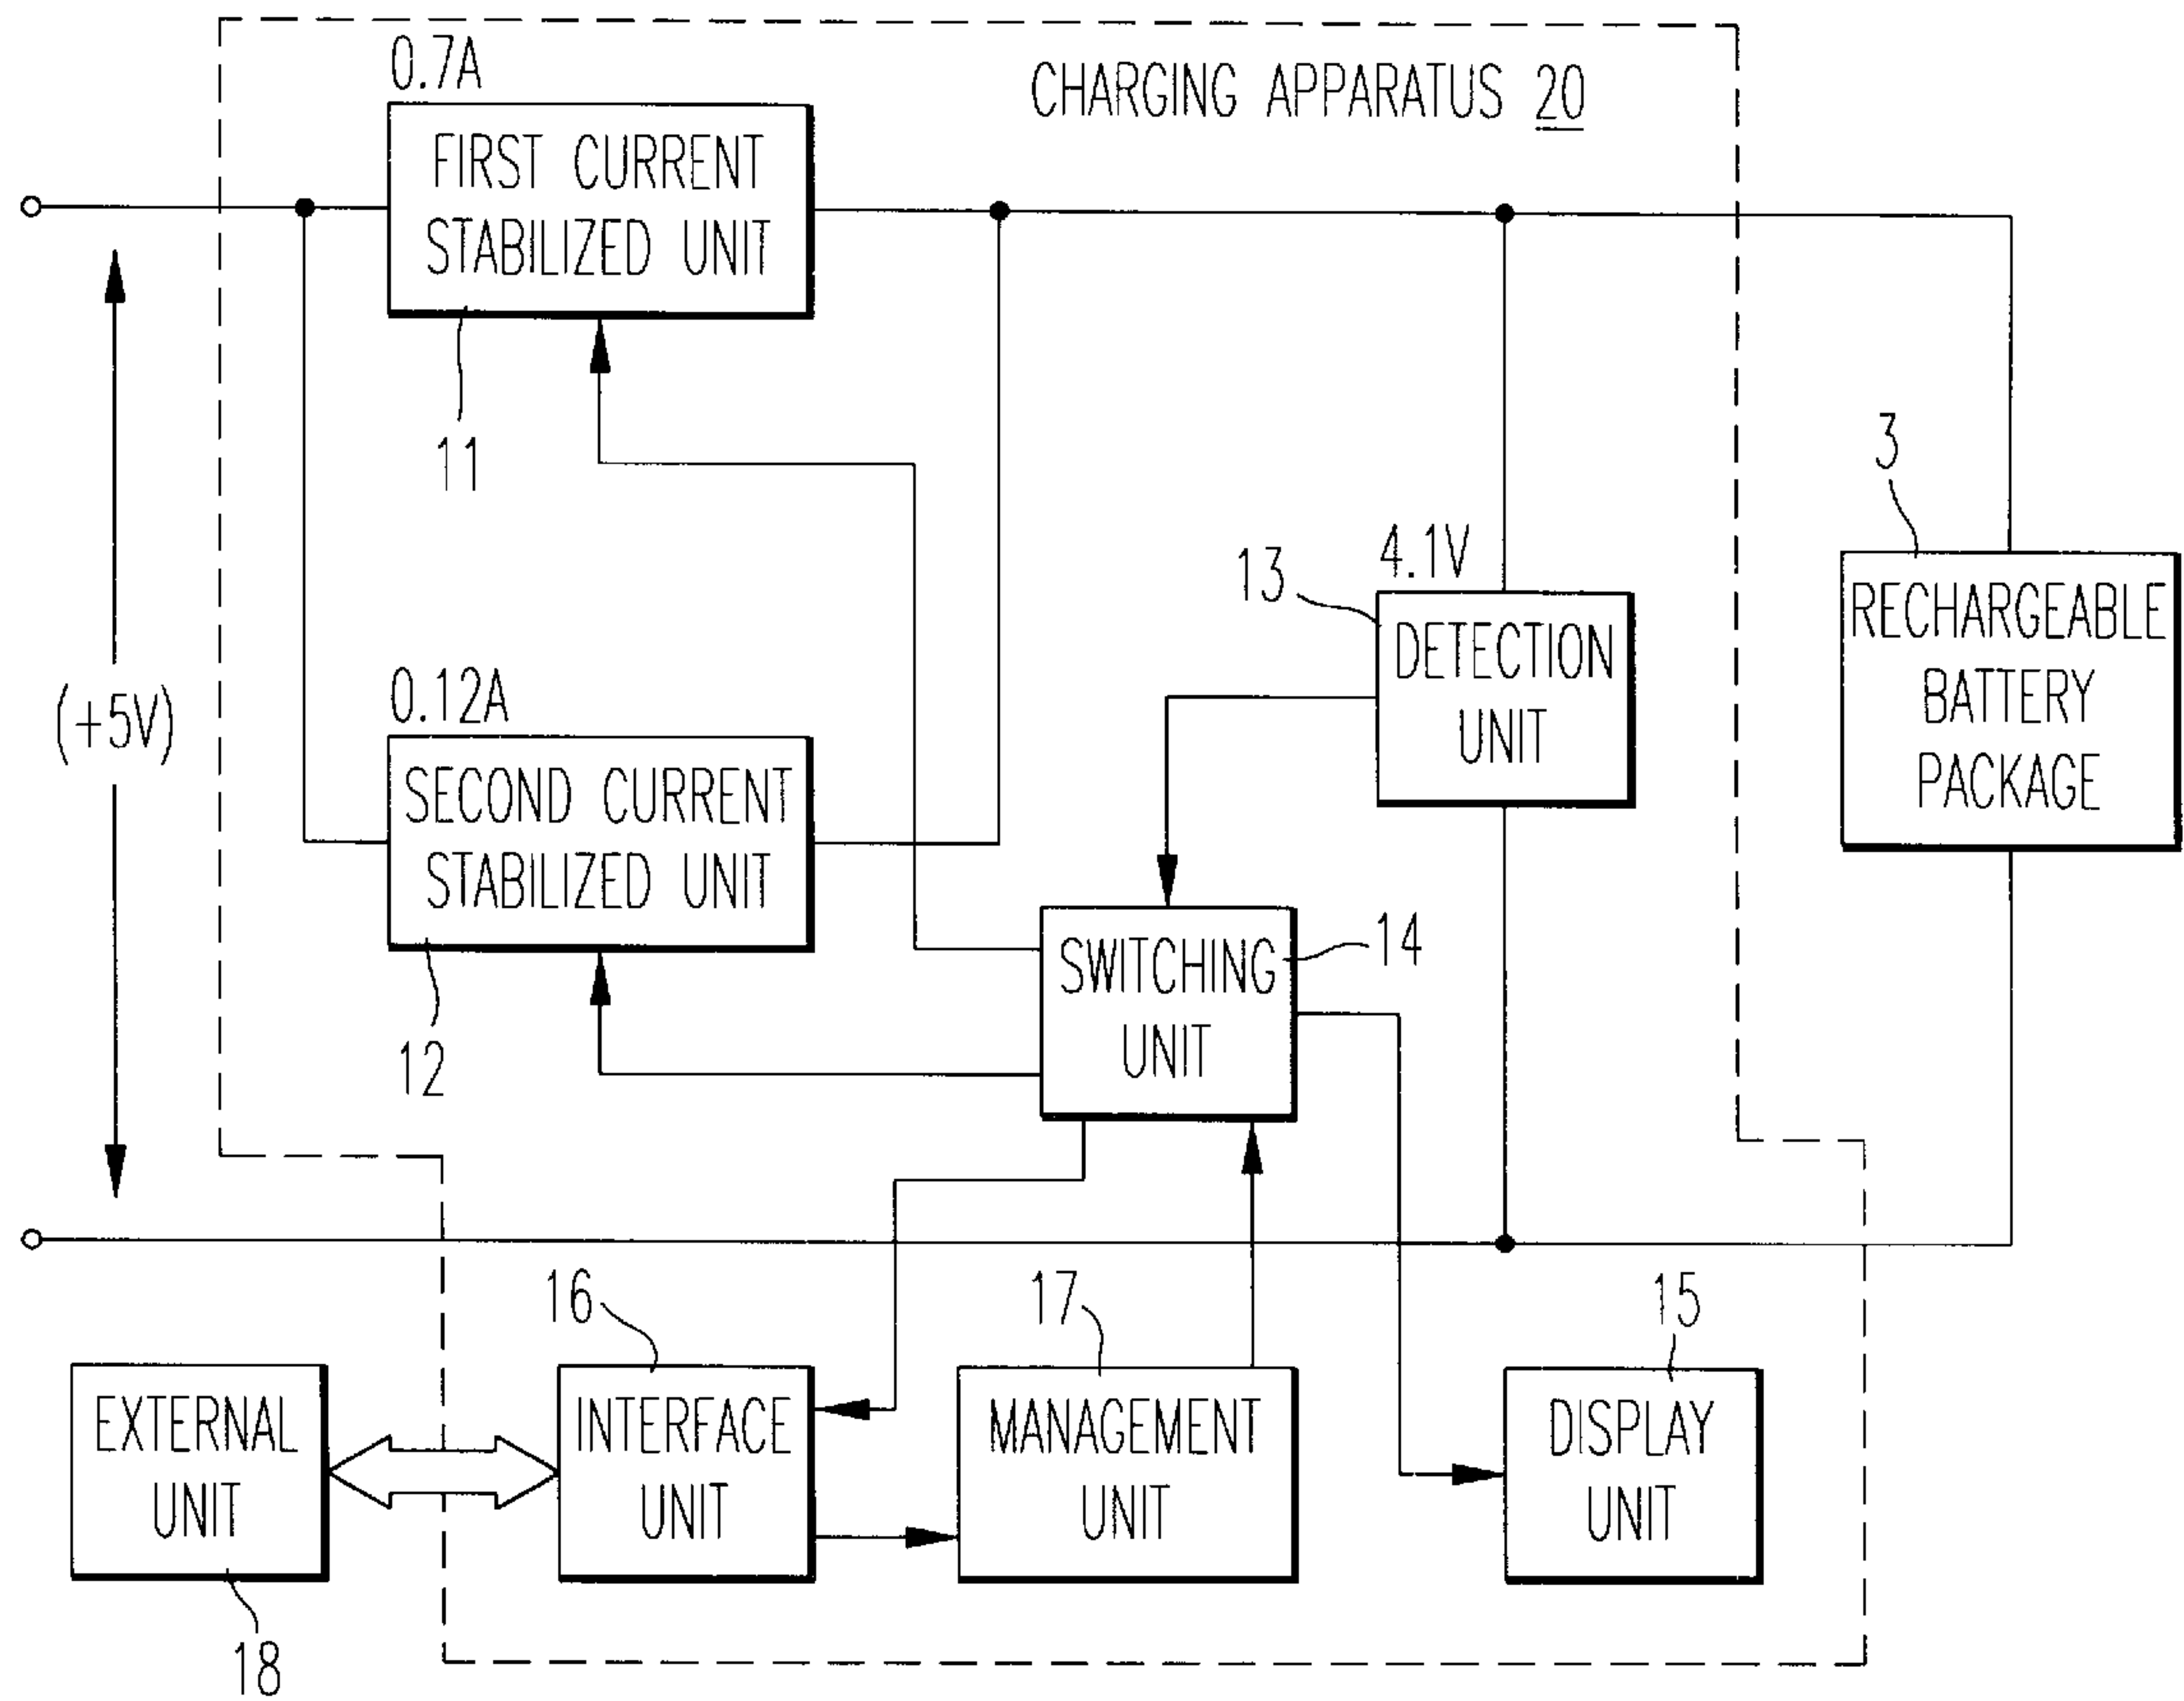 CHARGING APPARATUS 20
0.7A
FIRST CURRENT
STABILIZED UNIT
11
(+5V)
0.12A
SECOND CURRENT
STABILIZED UNIT
12
4.1V
13
DETECTION
UNIT
3
RECHARGEABLE
BATTERY
PACKAGE
SWITCHING
UNIT
14
EXTERNAL
UNIT
18
16
INTERFACE
UNIT
17
MANAGEMENT
UNIT
15
DISPLAY
UNIT